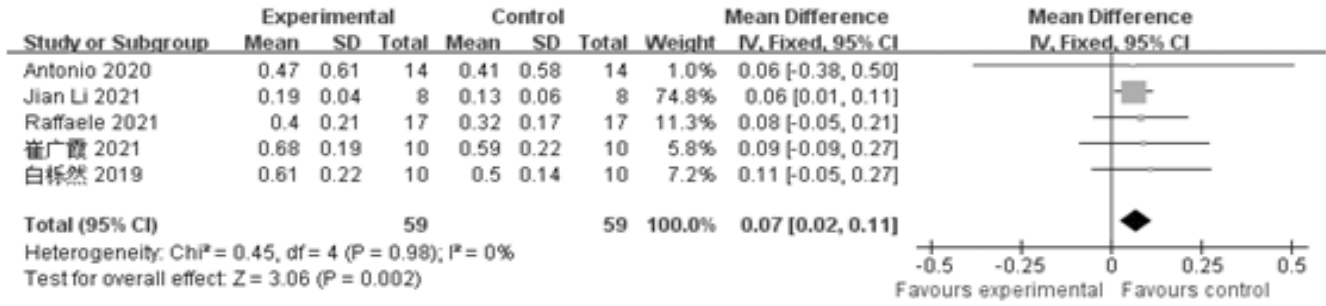 Experimental Control Mean Difference Mean Difference
Study or Subgroup Mean SD Total Mean SD Total Weight IV, Fixed, 95% CI IV, Fixed, 95% CI
Antonio 2020 0.47 0.61 14 0.41 0.58 14 1.0% 0.06 [-0.38, 0.50]
Jian Li 2021 0.19 0.04 8 0.13 0.06 8 74.8% 0.06 [0.01, 0.11]
Raffaele 2021 0.4 0.21 17 0.32 0.17 17 11.3% 0.08 [-0.05, 0.21]
崔广霞 2021 0.68 0.19 10 0.59 0.22 10 5.8% 0.09 [-0.09, 0.27]
白栎然 2019 0.61 0.22 10 0.5 0.14 10 7.2% 0.11 [-0.05, 0.27]
Total (95% CI) 59 59 100.0% 0.07 [0.02, 0.11]
Heterogeneity: Chi² = 0.45, df = 4 (P = 0.98); I² = 0%
Test for overall effect: Z = 3.06 (P = 0.002)
-0.5 -0.25 0 0.25 0.5
Favours experimental Favours control